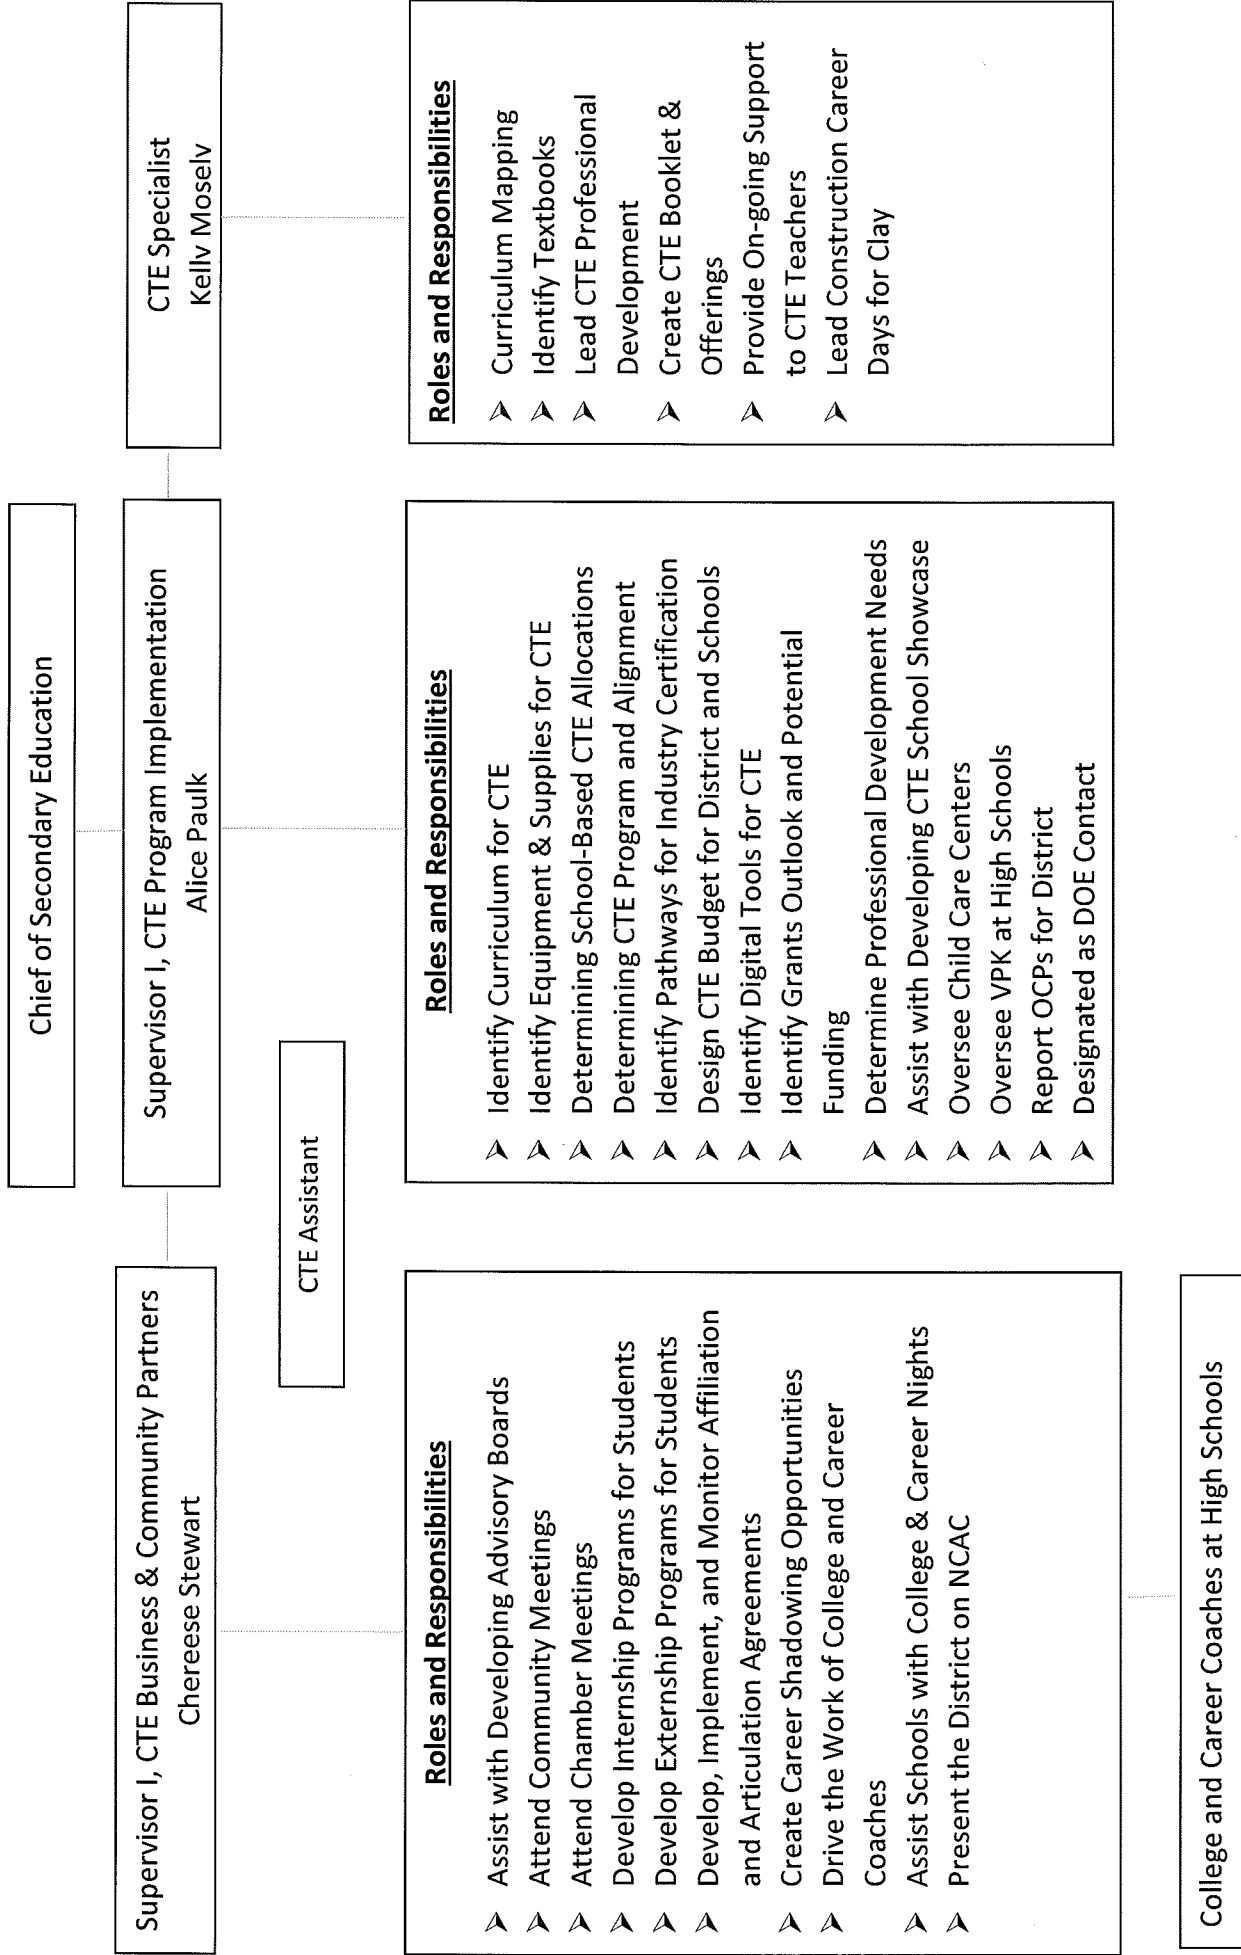 Chief of Secondary Education
Supervisor I, CTE Business & Community Partners
Chereese Stewart
Supervisor I, CTE Program Implementation
Alice Paulk
CTE Specialist
Kelly Mosely
CTE Assistant
Roles and Responsibilities
➢ Assist with Developing Advisory Boards
➢ Attend Community Meetings
➢ Attend Chamber Meetings
➢ Develop Internship Programs for Students
➢ Develop Externship Programs for Students
➢ Develop, Implement, and Monitor Affiliation
and Articulation Agreements
➢ Create Career Shadowing Opportunities
➢ Drive the Work of College and Career
Coaches
➢ Assist Schools with College & Career Nights
➢ Present the District on NCAC
Roles and Responsibilities
➢ Identify Curriculum for CTE
➢ Identify Equipment & Supplies for CTE
➢ Determining School-Based CTE Allocations
➢ Determining CTE Program and Alignment
➢ Identify Pathways for Industry Certification
➢ Design CTE Budget for District and Schools
➢ Identify Digital Tools for CTE
➢ Identify Grants Outlook and Potential
Funding
➢ Determine Professional Development Needs
➢ Assist with Developing CTE School Showcase
➢ Oversee Child Care Centers
➢ Oversee VPK at High Schools
➢ Report OCPs for District
➢ Designated as DOE Contact
Roles and Responsibilities
➢ Curriculum Mapping
➢ Identify Textbooks
➢ Lead CTE Professional
Development
➢ Create CTE Booklet &
Offerings
➢ Provide On-going Support
to CTE Teachers
➢ Lead Construction Career
Days for Clay
College and Career Coaches at High Schools